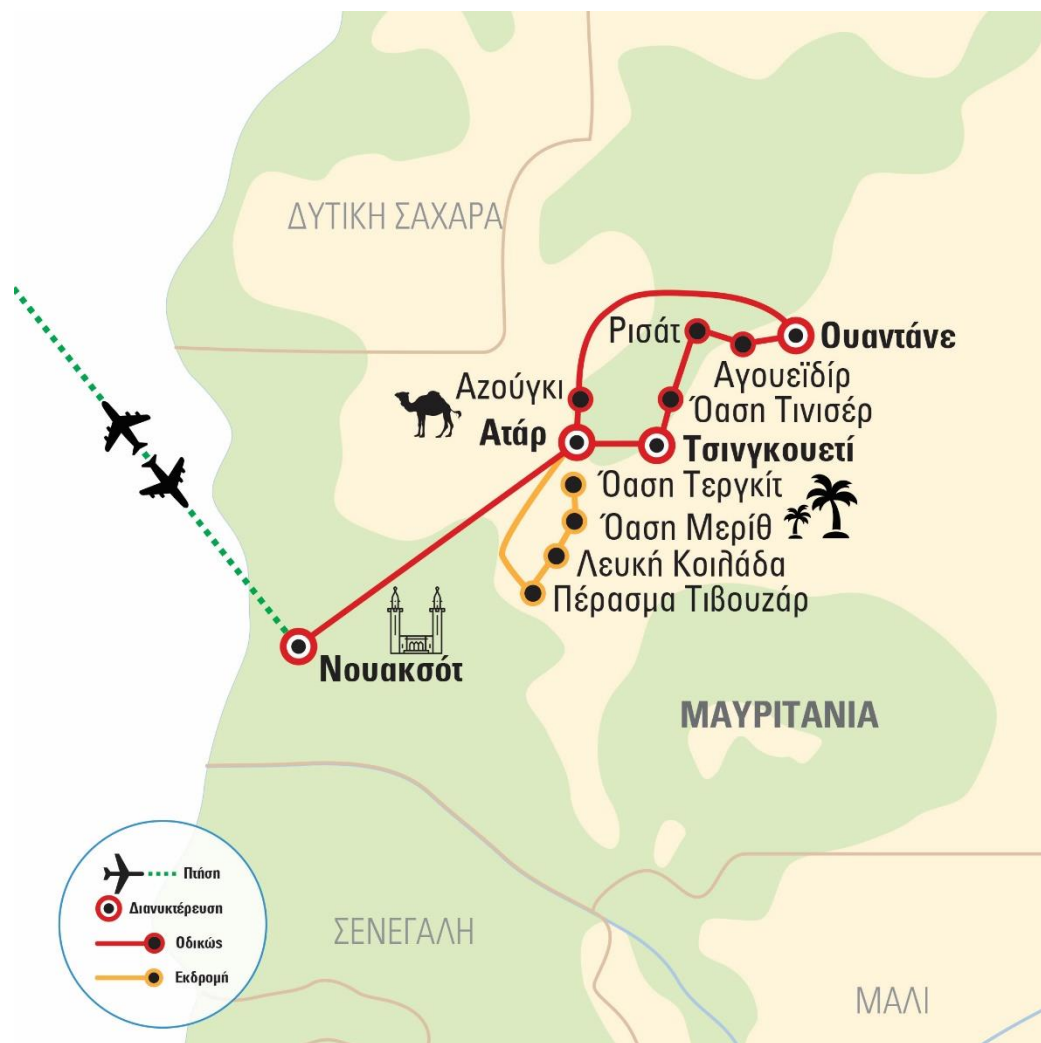 ΔΥΤΙΚΗ ΣΑΧΑΡΑ
Ρισάτ
Ουαντάνε
Αγουεϊδίρ
Αζούγκι
Όαση Τινισέρ
Ατάρ
Τσινγκουετί
Όαση Τεργκίτ
Όαση Μερίθ
Λευκή Κοιλάδα
Πέρασμα Τιβουζάρ
Νουακσότ
ΜΑΥΡΙΤΑΝΙΑ
Πτήση
Διανυκτέρευση
Οδικώς
Εκδρομή
ΣΕΝΕΓΑΛΗ
ΜΑΛΙ